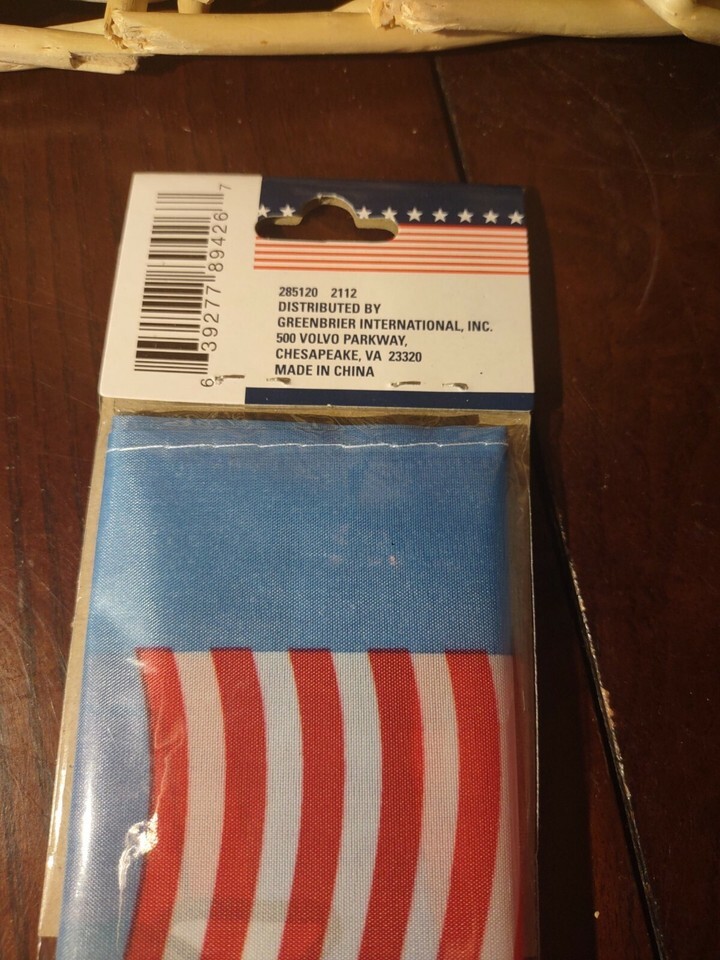 6 39277 89426 7
285120 2112
DISTRIBUTED BY
GREENBRIER INTERNATIONAL, INC.
500 VOLVO PARKWAY,
CHESAPEAKE, VA 23320
MADE IN CHINA